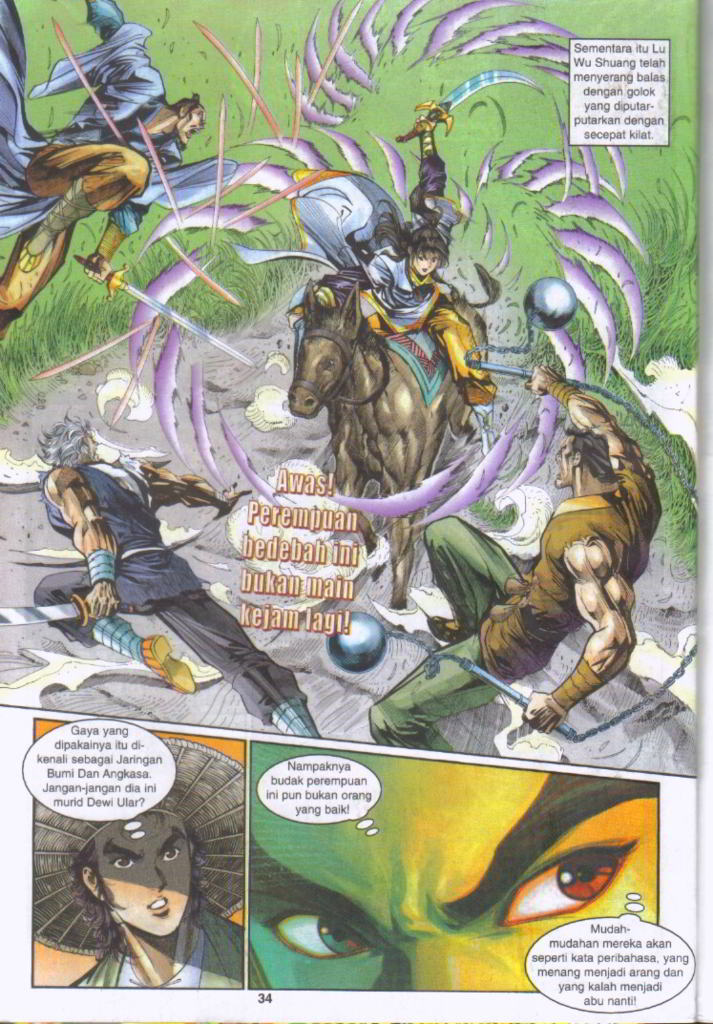 Sementara itu Lu
Wu Shuang telah
menyerang balas
dengan golok
yang diputar-
putarkan dengan
secepat kilat.
Awas!
Perempuan
bedebah ini
bukan main
kejam lagi!
Gaya yang
dipakainya itu di-
kenali sebagai Jaringan
Bumi Dan Angkasa.
Jangan-jangan dia ini
murid Dewi Ular?
Nampaknya
budak perempuan
ini pun bukan orang
yang baik!
Mudah-
mudahan mereka akan
seperti kata peribahasa, yang
menang menjadi arang dan
yang kalah menjadi
abu nanti!
34